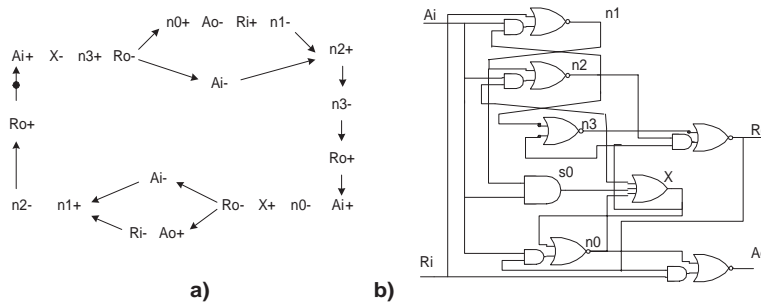 n0+ Ao- Ri+ n1-
Ai+ X- n3+ Ro-
n2+
Ai-
n3-
Ro+
Ro+
Ai-
n2- n1+
Ro- X+ n0- Ai+
Ri- Ao+
a)
Ai
n1
n2
n3
R
s0
X
n0
Ri
b)